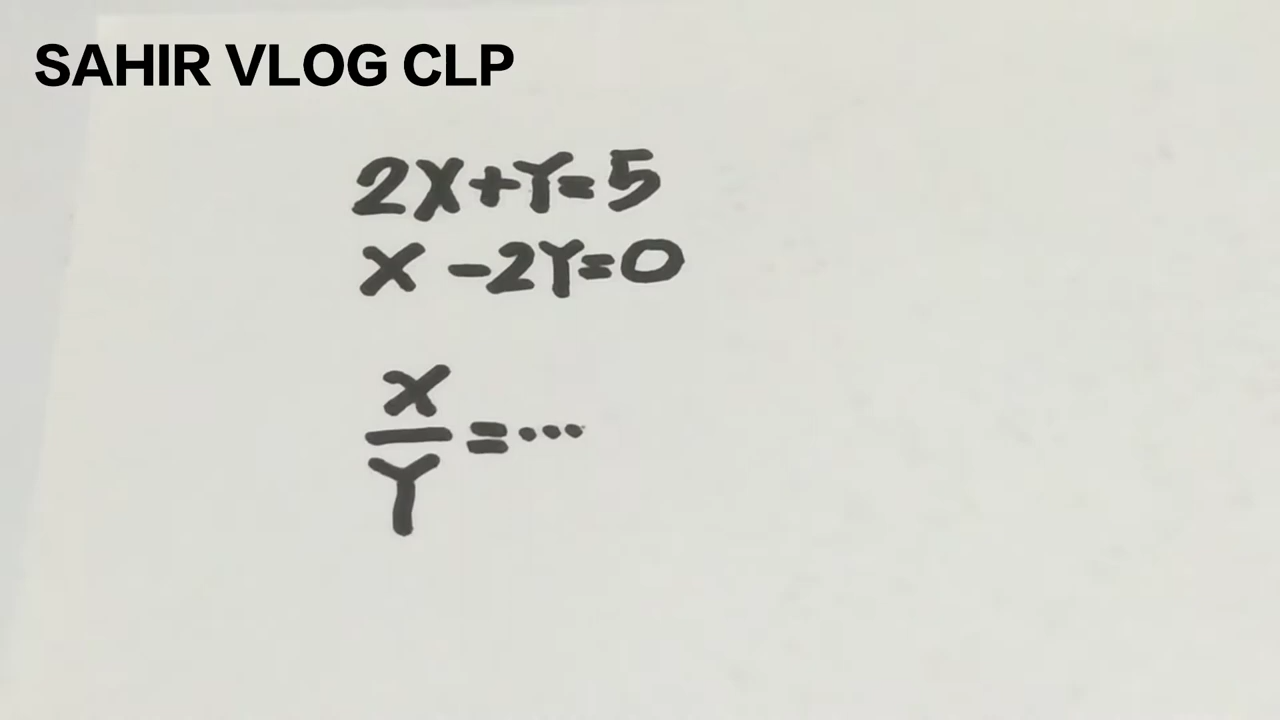 SAHIR VLOG CLP
2X+Y=5
X-2Y=0
X
—
Y
=...